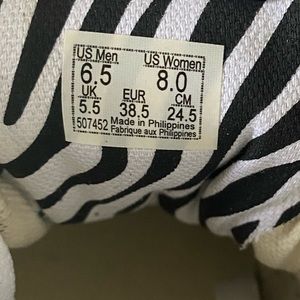 US Men US Women
6.5 8.0
UK EUR CM
5.5 38.5 24.5
507452 Made in Philippines
Fabrique aux Philippines